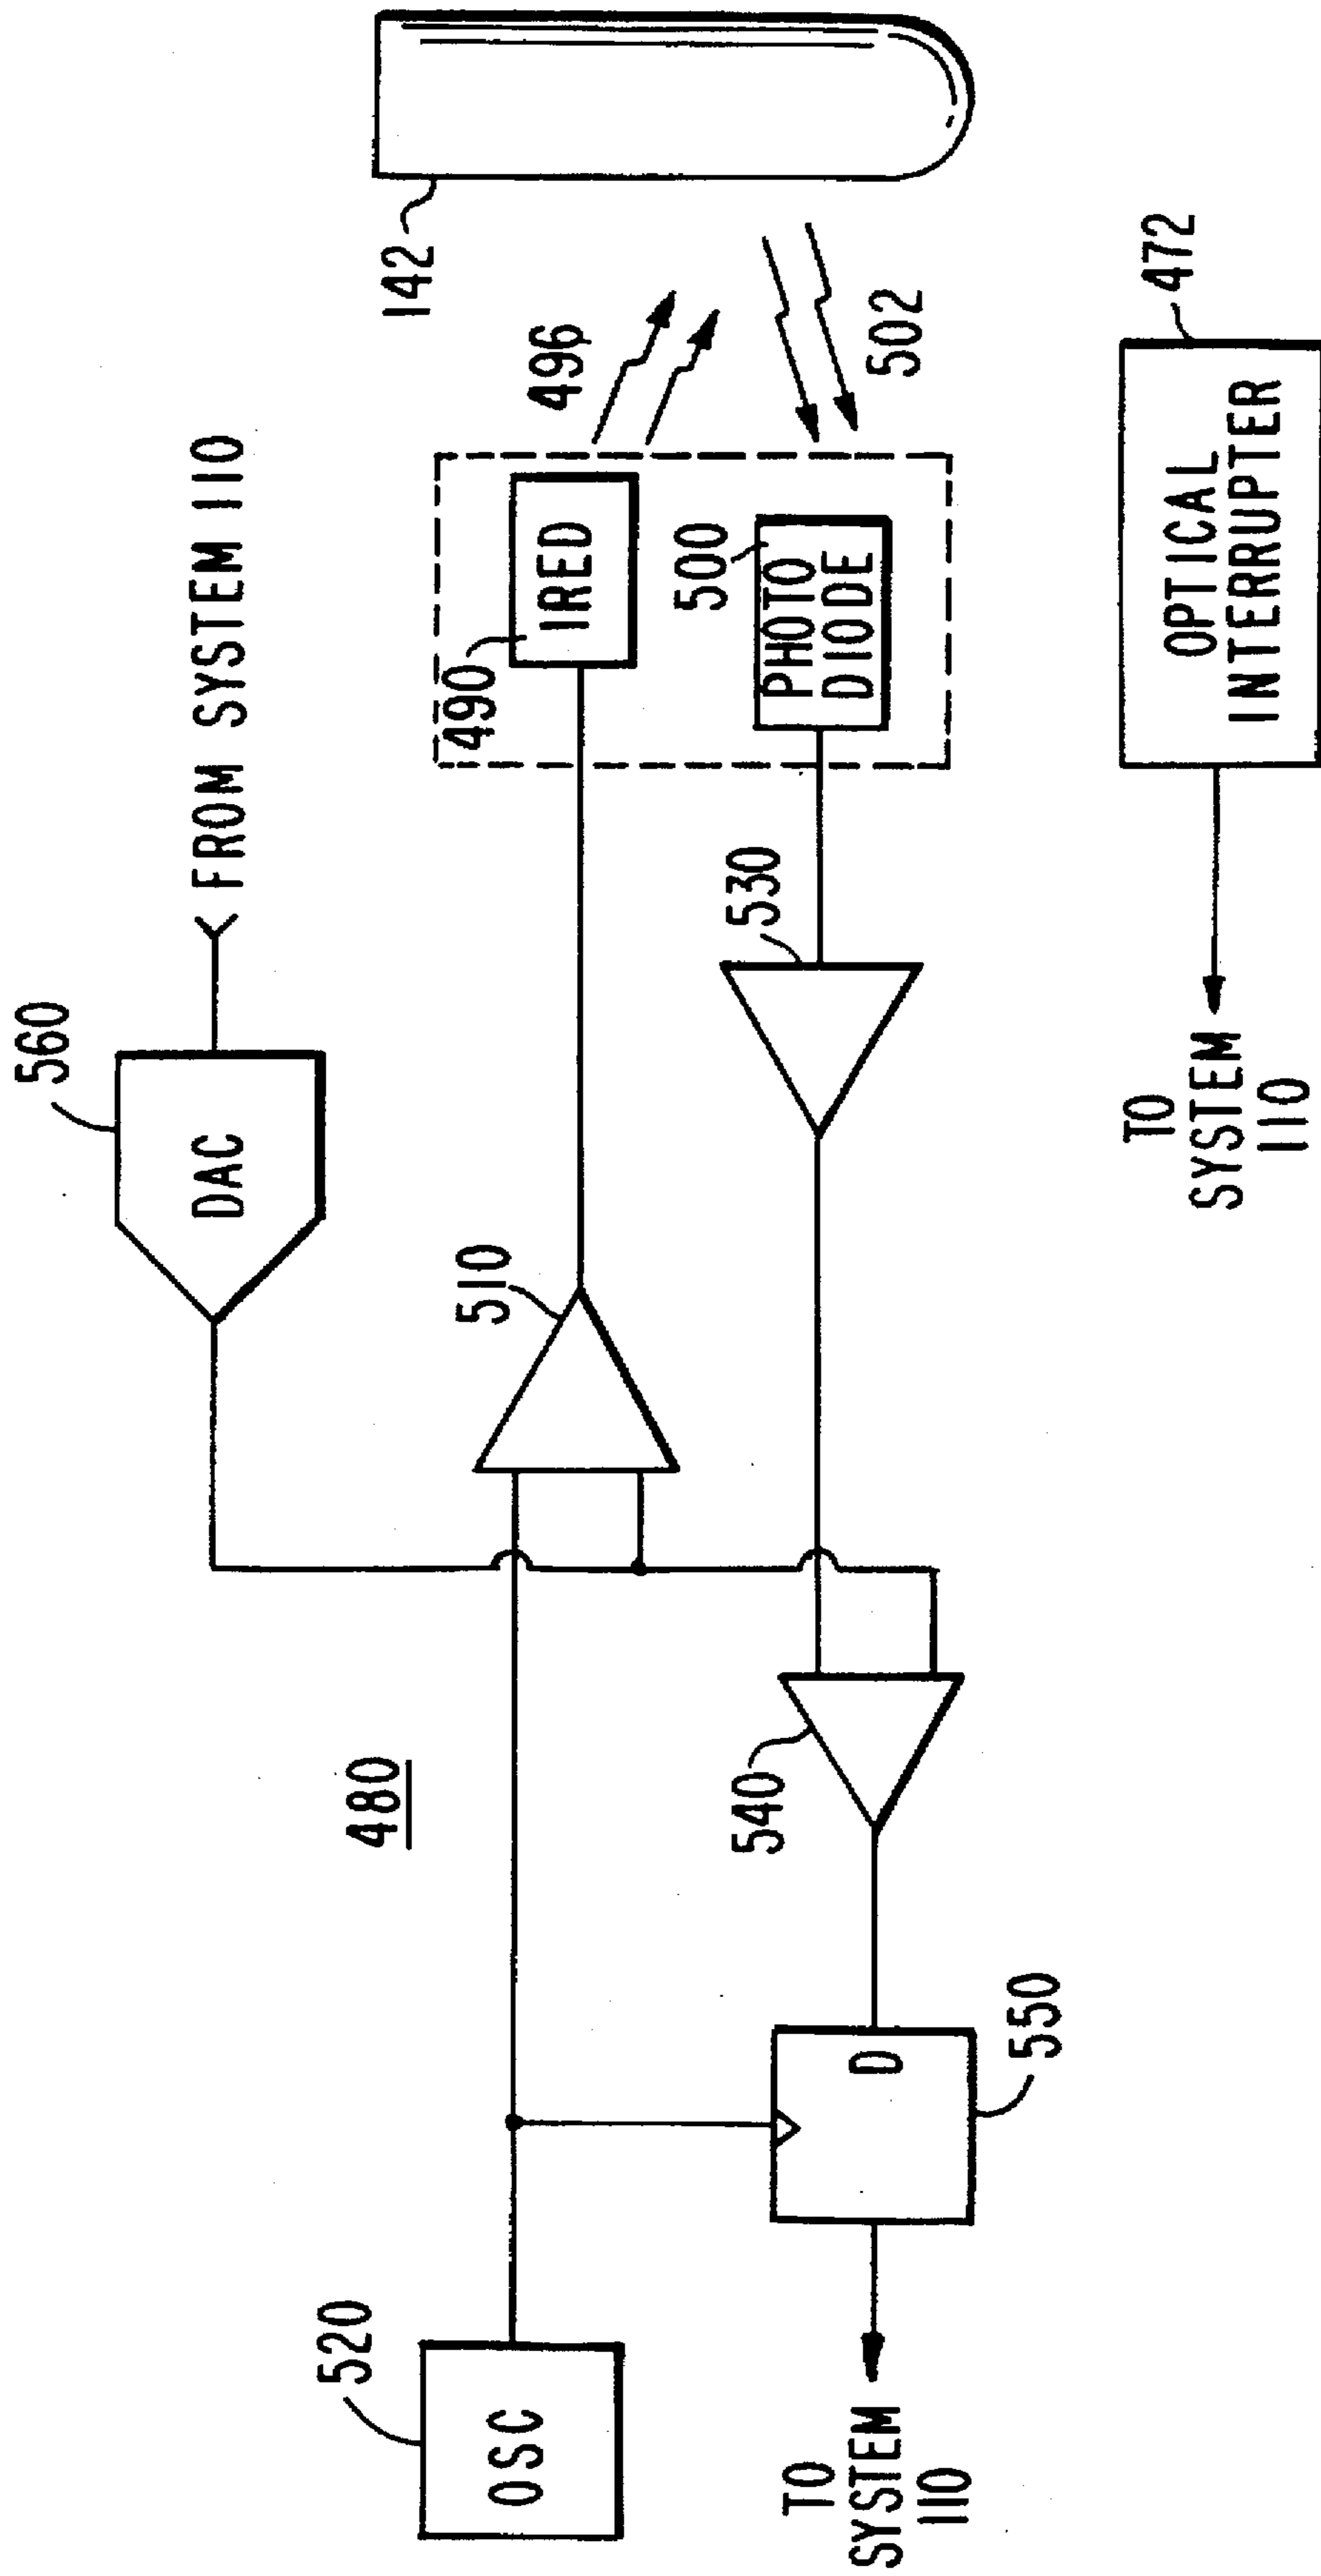 560
DAC
FROM SYSTEM 110
142
480
510
490
IRED
496
520
OSC
500
PHOTO
DIODE
502
530
540
D
550
TO
SYSTEM
110
472
OPTICAL
INTERRUPTER
TO
SYSTEM
110